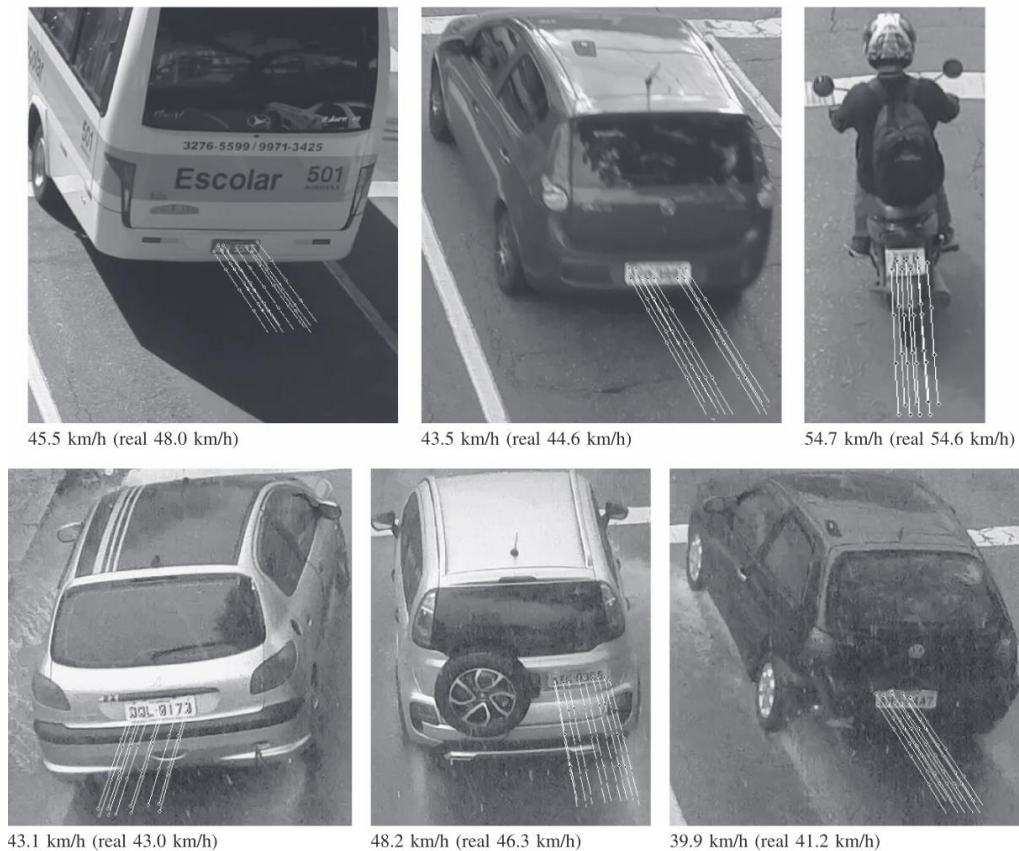 Escolar
501
3276-5599 / 9971-3425
Escolar 501
45.5 km/h (real 48.0 km/h)
43.5 km/h (real 44.6 km/h)
54.7 km/h (real 54.6 km/h)
43.1 km/h (real 43.0 km/h)
48.2 km/h (real 46.3 km/h)
39.9 km/h (real 41.2 km/h)